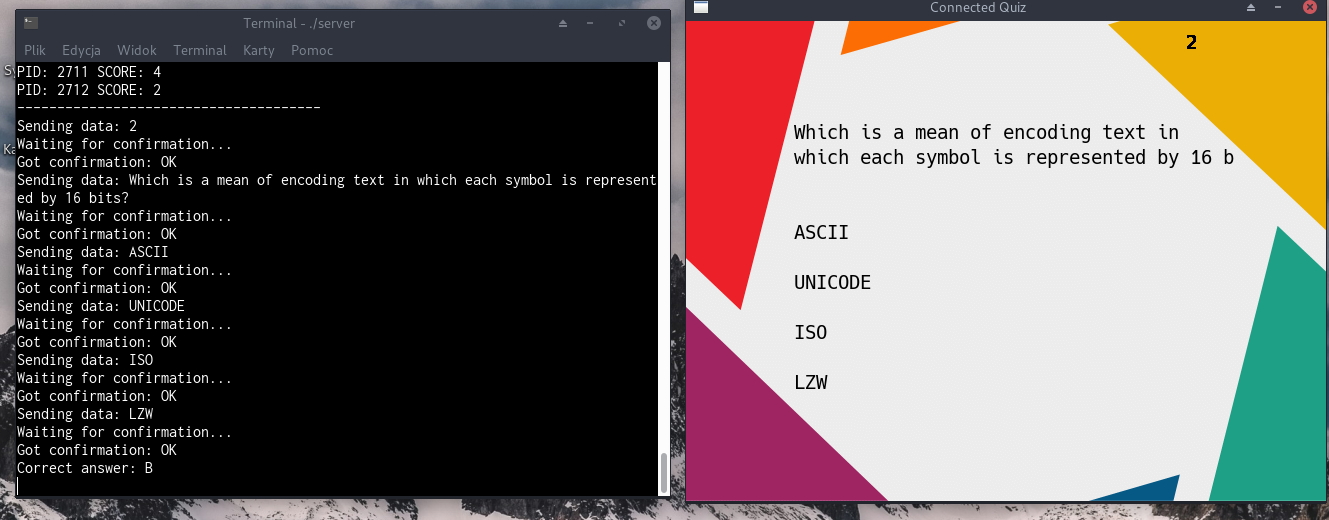 Terminal - ./server
Plik Edycja Widok Terminal Karty Pomoc
PID: 2711 SCORE: 4
PID: 2712 SCORE: 2
--------------------------------------
Sending data: 2
Waiting for confirmation...
Got confirmation: OK
Sending data: Which is a mean of encoding text in which each symbol is represent
ed by 16 bits?
Waiting for confirmation...
Got confirmation: OK
Sending data: ASCII
Waiting for confirmation...
Got confirmation: OK
Sending data: UNICODE
Waiting for confirmation...
Got confirmation: OK
Sending data: ISO
Waiting for confirmation...
Got confirmation: OK
Sending data: LZW
Waiting for confirmation...
Got confirmation: OK
Correct answer: B
Connected Quiz
2
Which is a mean of encoding text in
which each symbol is represented by 16 b
ASCII
UNICODE
ISO
LZW